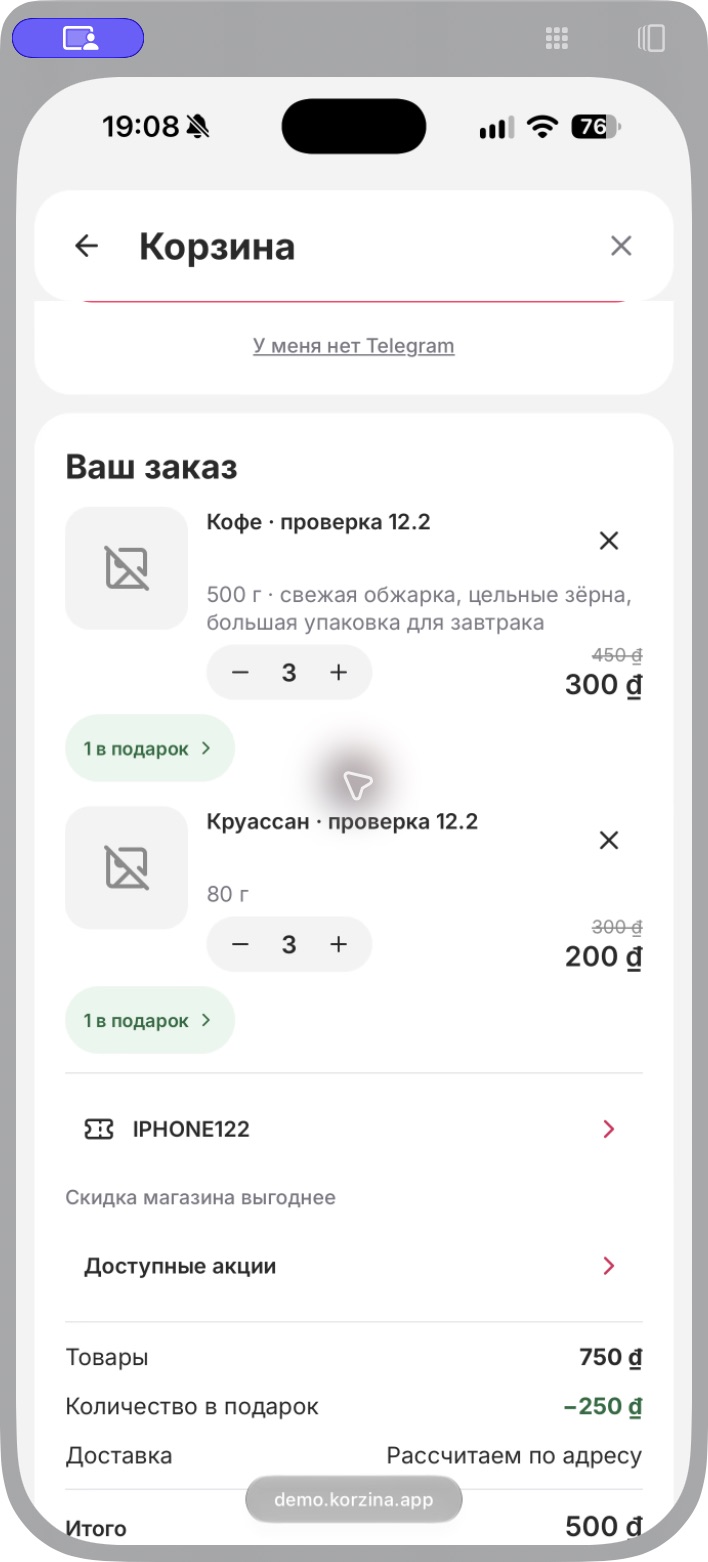 19:08
76
Корзина
У меня нет Telegram
Ваш заказ
Кофе · проверка 12.2
500 г · свежая обжарка, цельные зёрна,
большая упаковка для завтрака
450 ₫
3
300 ₫
1 в подарок
Круассан · проверка 12.2
80 г
300 ₫
3
200 ₫
1 в подарок
IPHONE122
Скидка магазина выгоднее
Доступные акции
Товары 750 ₫
Количество в подарок −250 ₫
Доставка Рассчитаем по адресу
demo.korzina.app
Итого 500 ₫